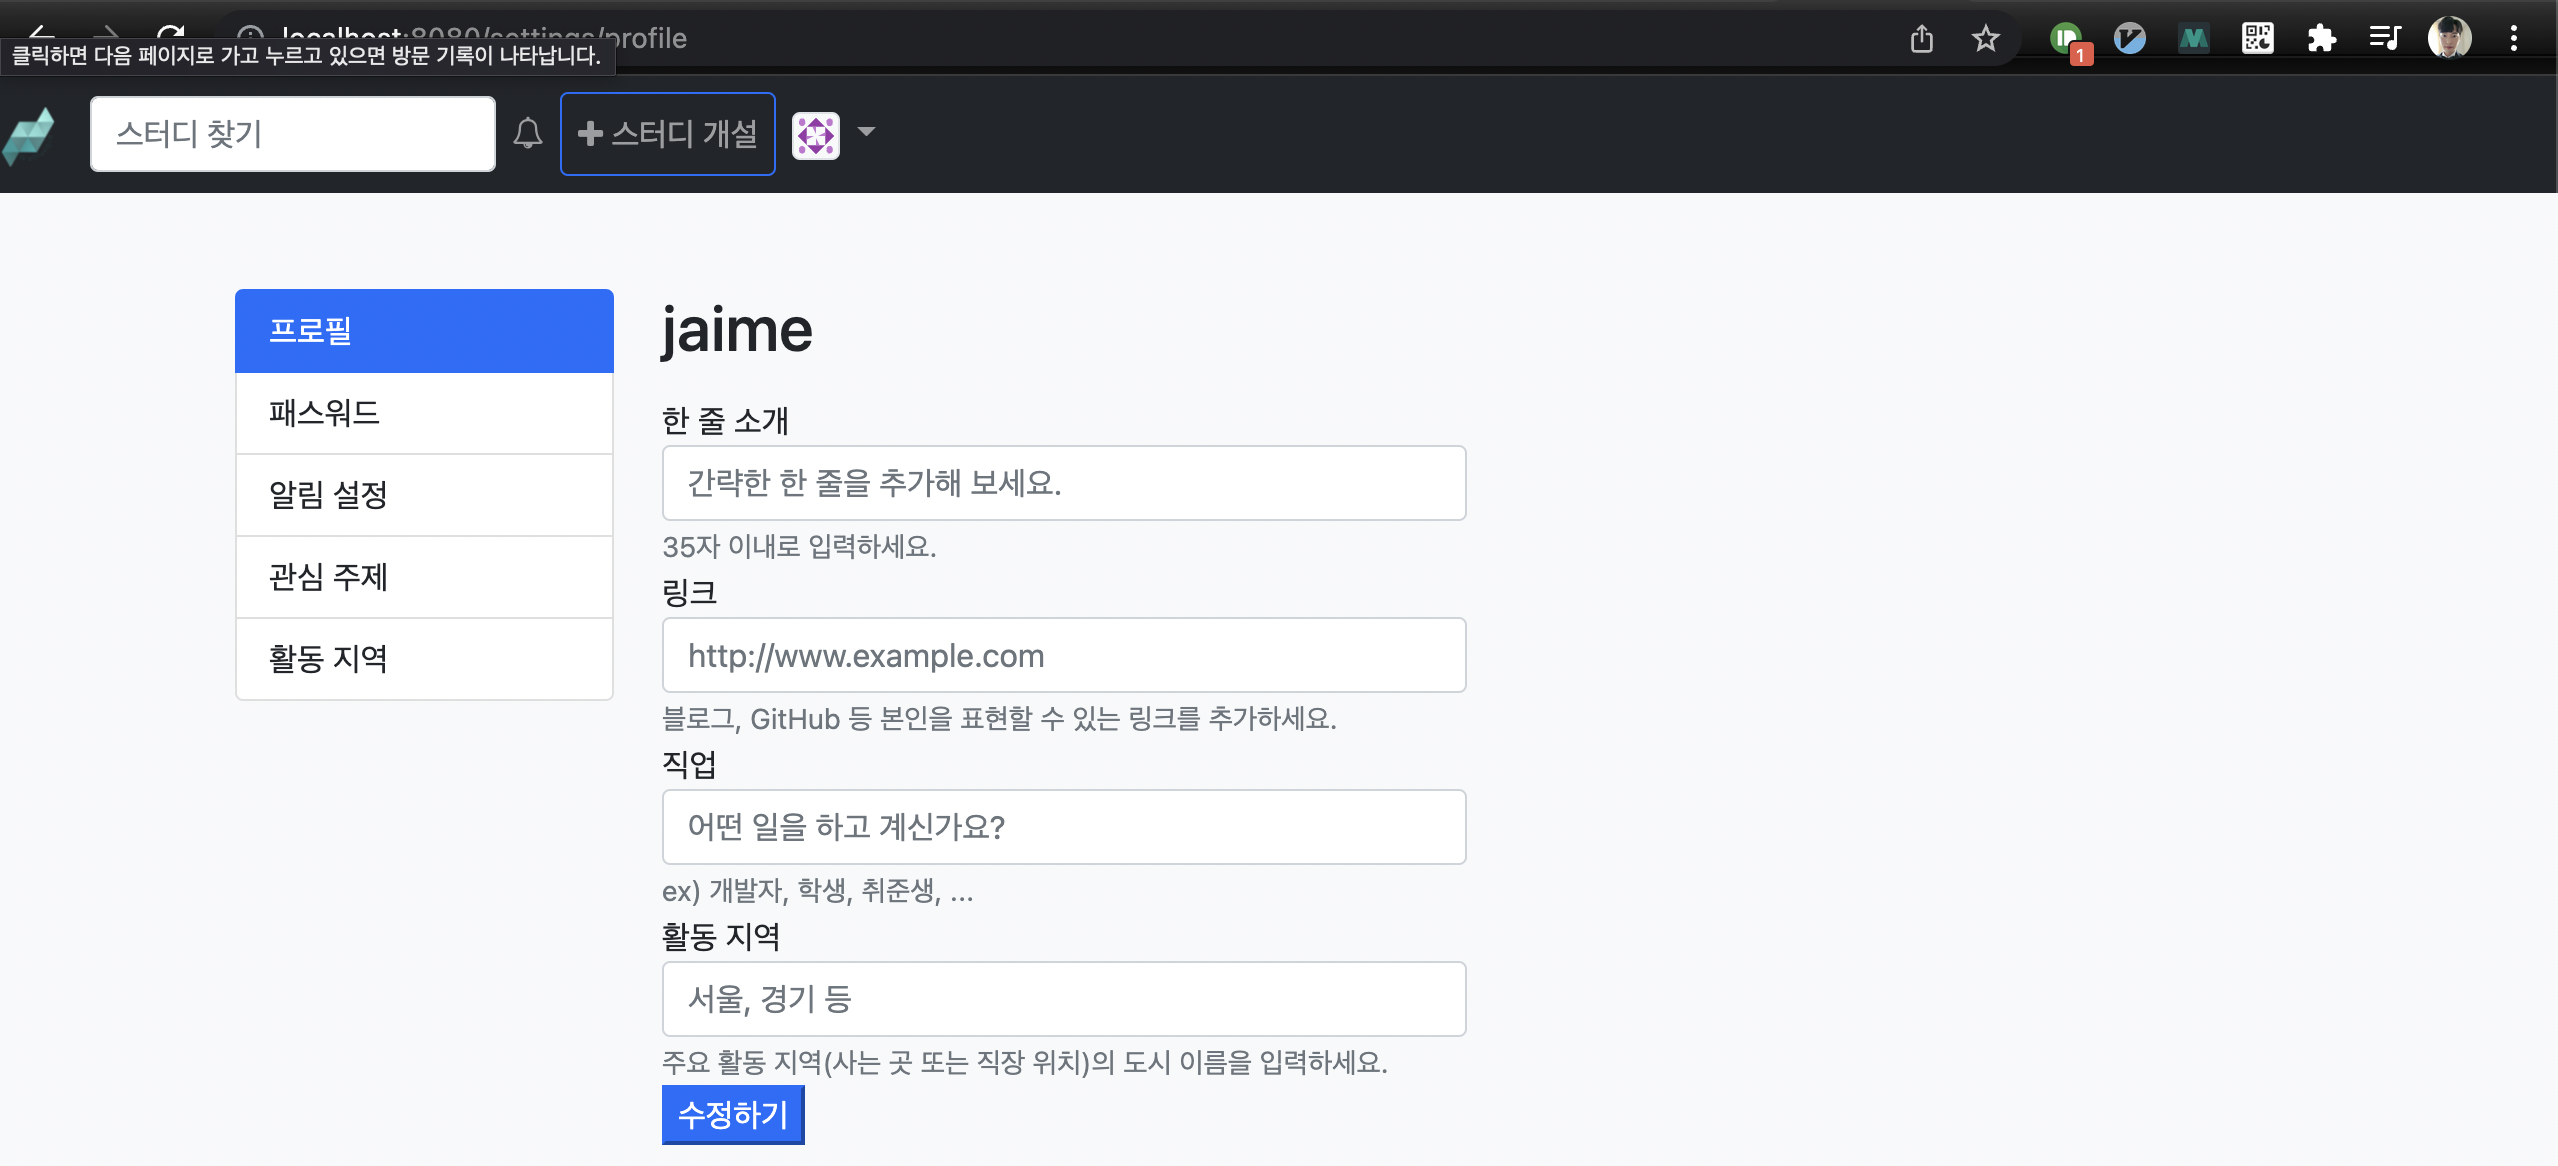 localhost:8080/settings/profile
클릭하면 다음 페이지로 가고 누르고 있으면 방문 기록이 나타납니다.
1
스터디 찾기
스터디 개설
프로필
패스워드
알림 설정
관심 주제
활동 지역
jaime
한 줄 소개
간략한 한 줄을 추가해 보세요.
35자 이내로 입력하세요.
링크
http://www.example.com
블로그, GitHub 등 본인을 표현할 수 있는 링크를 추가하세요.
직업
어떤 일을 하고 계신가요?
ex) 개발자, 학생, 취준생, ...
활동 지역
서울, 경기 등
주요 활동 지역(사는 곳 또는 직장 위치)의 도시 이름을 입력하세요.
수정하기